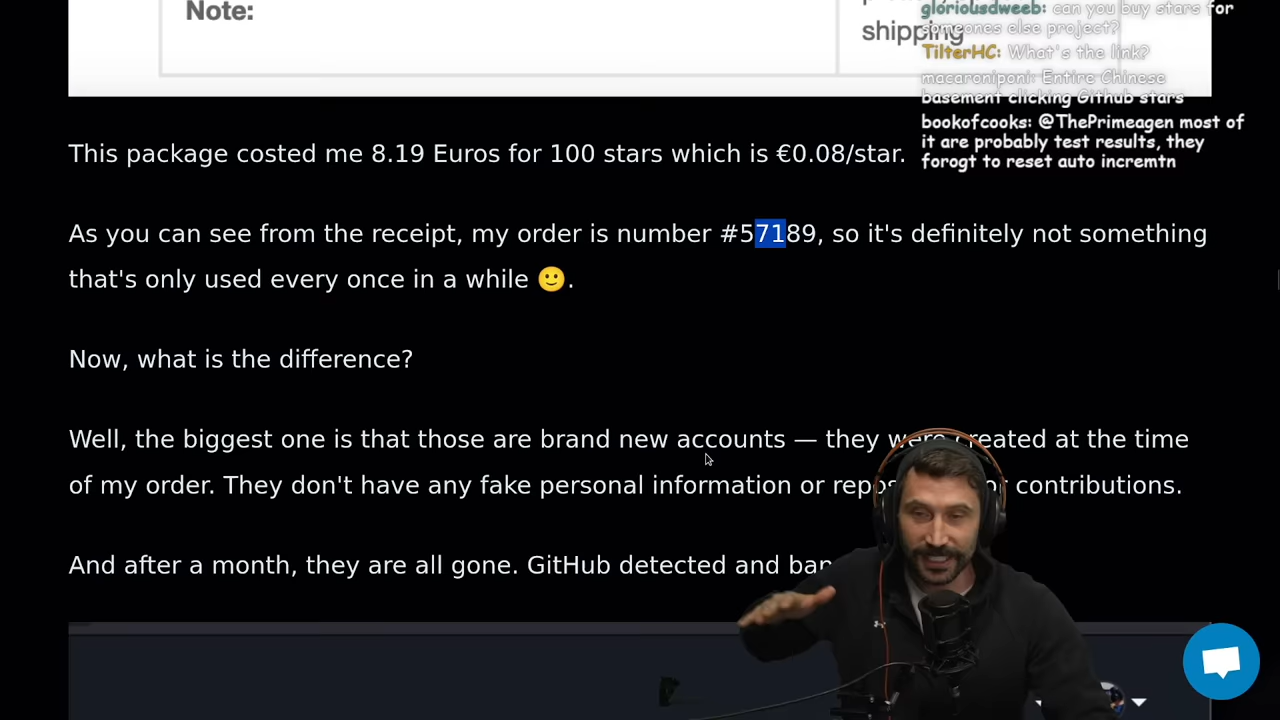 Note:
shipping
gloriousdweeb: can you buy stars for
someones else project?
TilterHC: What's the link?
macaroniponi: Entire Chinese
basement clicking Github stars
bookofcooks: @ThePrimeagen most of
it are probably test results, they
forogt to reset auto incremtn
This package costed me 8.19 Euros for 100 stars which is €0.08/star.
As you can see from the receipt, my order is number #57189, so it's definitely not something
that's only used every once in a while 🙂.
Now, what is the difference?
Well, the biggest one is that those are brand new accounts — they were created at the time
of my order. They don't have any fake personal information or contributions.
And after a month, they are all gone. GitHub detected and